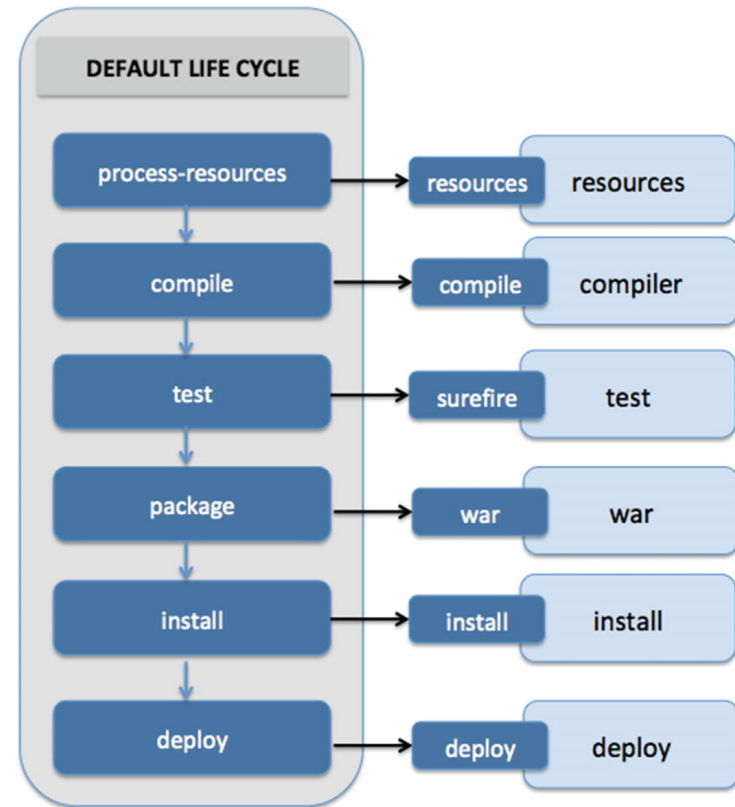 DEFAULT LIFE CYCLE
process-resources
resources
resources
compile
compile
compiler
test
surefire
test
package
war
war
install
install
install
deploy
deploy
deploy